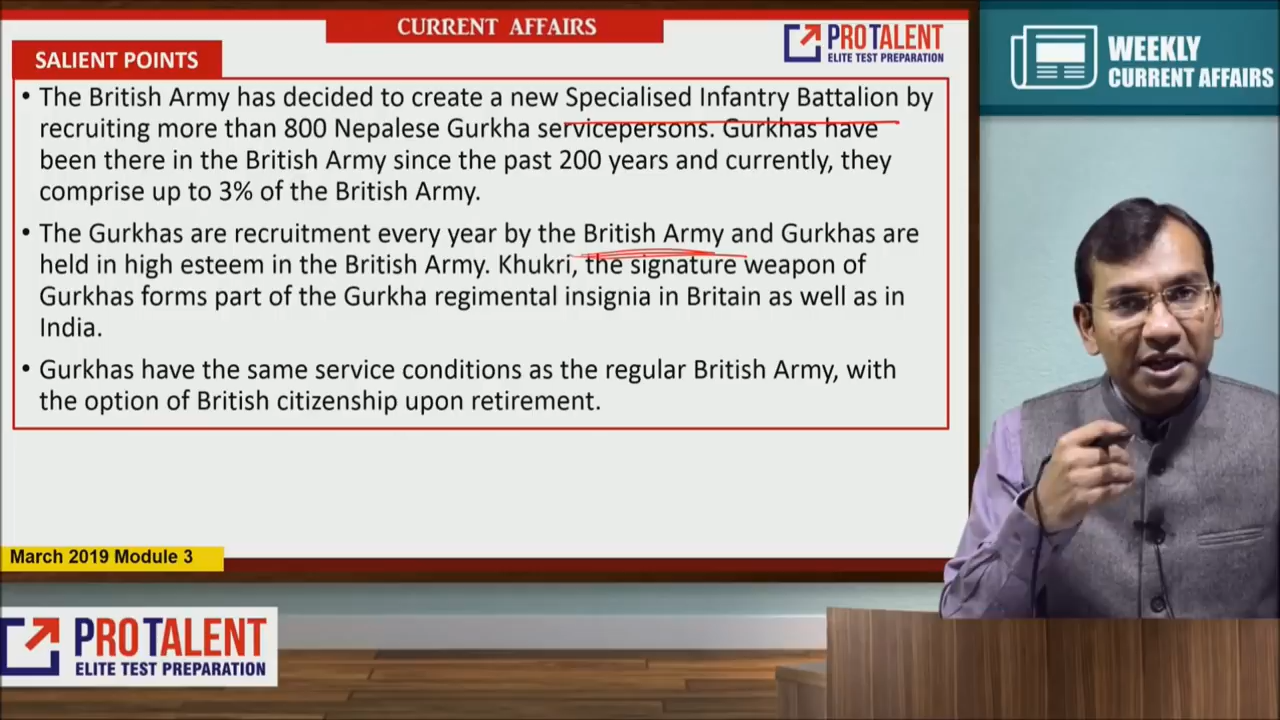 CURRENT AFFAIRS
PROTALENT
ELITE TEST PREPARATION
WEEKLY
CURRENT AFFAIRS
SALIENT POINTS
• The British Army has decided to create a new Specialised Infantry Battalion by
recruiting more than 800 Nepalese Gurkha servicepersons. Gurkhas have
been there in the British Army since the past 200 years and currently, they
comprise up to 3% of the British Army.
• The Gurkhas are recruitment every year by the British Army and Gurkhas are
held in high esteem in the British Army. Khukri, the signature weapon of
Gurkhas forms part of the Gurkha regimental insignia in Britain as well as in
India.
• Gurkhas have the same service conditions as the regular British Army, with
the option of British citizenship upon retirement.
March 2019 Module 3
PROTALENT
ELITE TEST PREPARATION